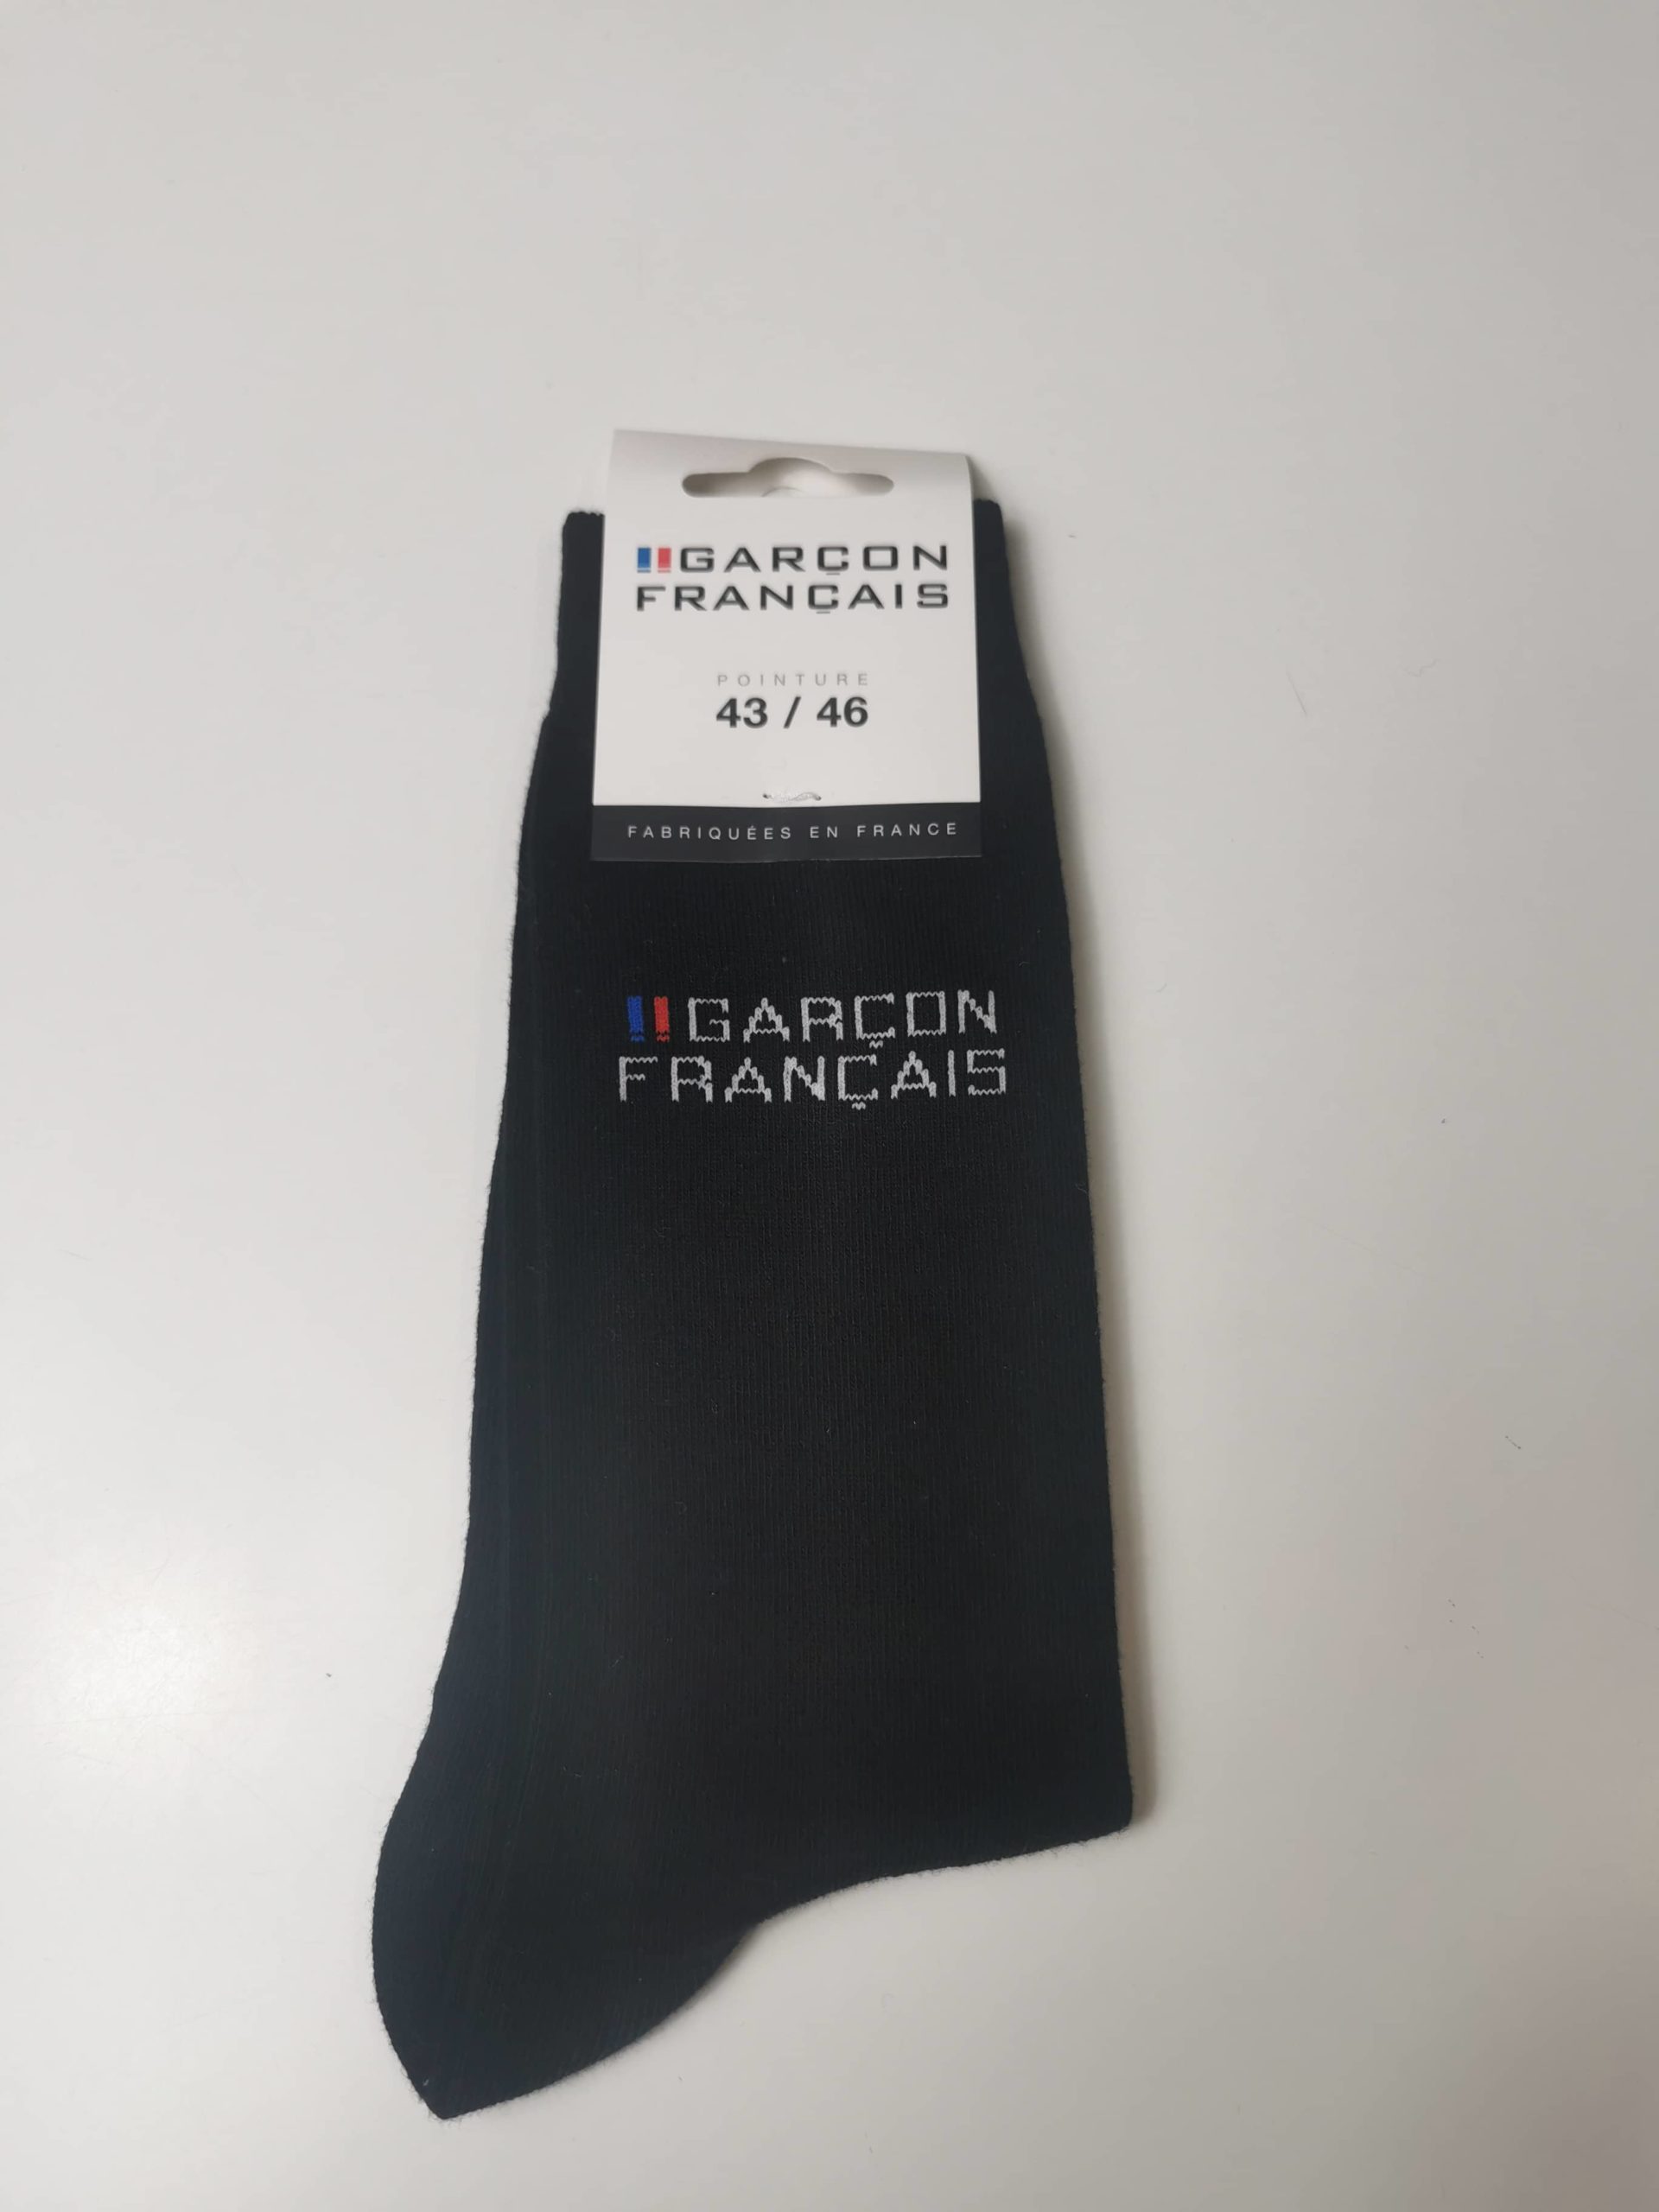 GARÇON
FRANÇAIS
POINTURE
43 / 46
FABRIQUÉES EN FRANCE
GARÇON
FRANÇAIS